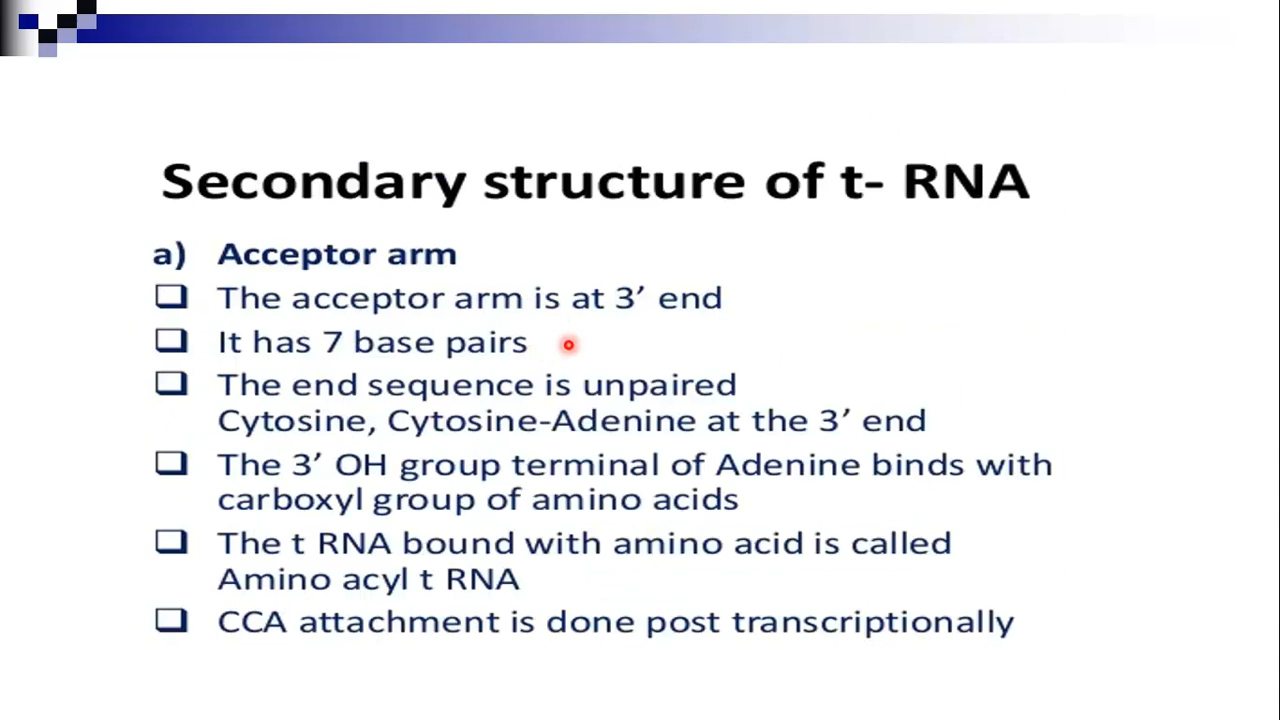 Secondary structure of t- RNA
a) Acceptor arm
❑ The acceptor arm is at 3’ end
❑ It has 7 base pairs
❑ The end sequence is unpaired
Cytosine, Cytosine-Adenine at the 3’ end
❑ The 3’ OH group terminal of Adenine binds with
carboxyl group of amino acids
❑ The t RNA bound with amino acid is called
Amino acyl t RNA
❑ CCA attachment is done post transcriptionally